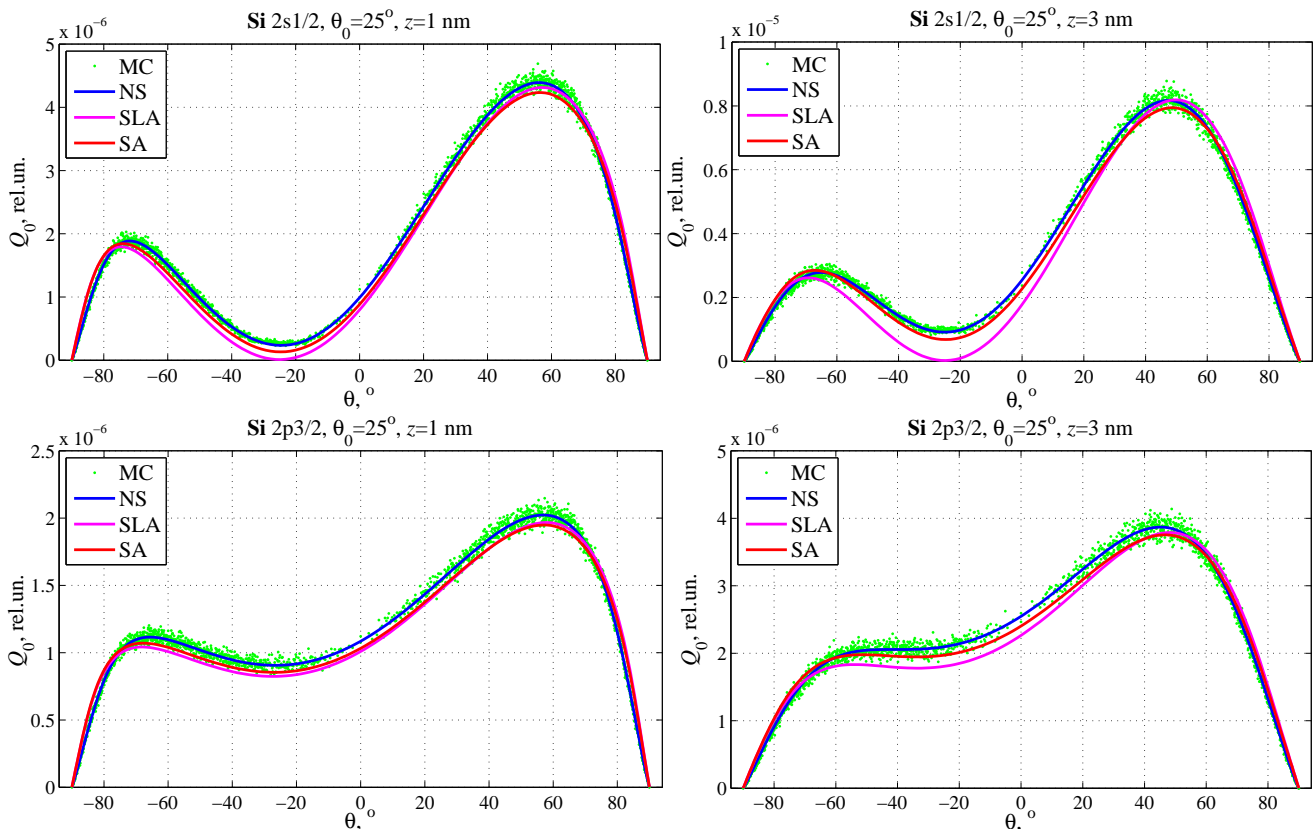 Si 2s1/2, θ₀=25°, z=1 nm
x 10⁻⁶
5
4
3
2
1
0
Q₀, rel.un.
MC
NS
SLA
SA
−80 −60 −40 −20 0 20 40 60 80
θ, °
Si 2s1/2, θ₀=25°, z=3 nm
x 10⁻⁵
1
0.8
0.6
0.4
0.2
0
Q₀, rel.un.
MC
NS
SLA
SA
−80 −60 −40 −20 0 20 40 60 80
θ, °
Si 2p3/2, θ₀=25°, z=1 nm
x 10⁻⁶
2.5
2
1.5
1
0.5
0
Q₀, rel.un.
MC
NS
SLA
SA
−80 −60 −40 −20 0 20 40 60 80
θ, °
Si 2p3/2, θ₀=25°, z=3 nm
x 10⁻⁶
5
4
3
2
1
0
Q₀, rel.un.
MC
NS
SLA
SA
−80 −60 −40 −20 0 20 40 60 80
θ, °